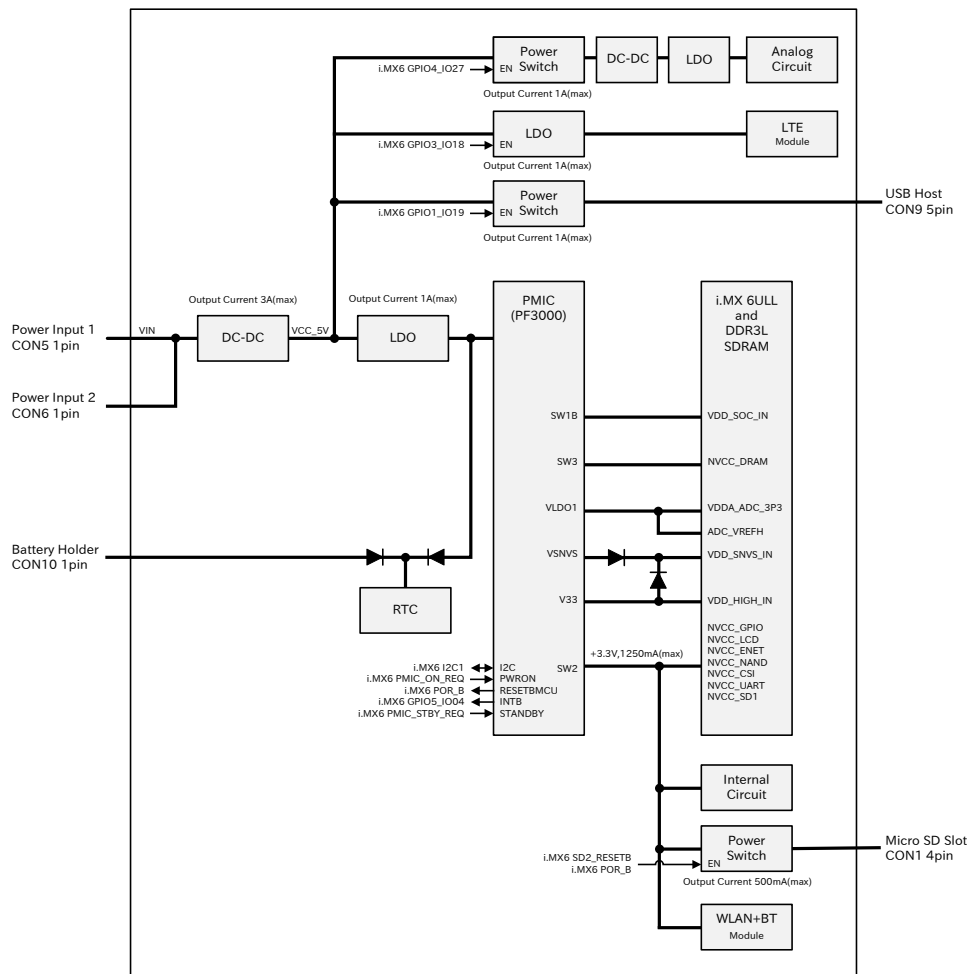 Power
Switch
EN
i.MX6 GPIO4_IO27
Output Current 1A(max)
DC-DC
LDO
Analog
Circuit
LDO
EN
i.MX6 GPIO3_IO18
Output Current 1A(max)
LTE
Module
Power
Switch
EN
i.MX6 GPIO1_IO19
Output Current 1A(max)
USB Host
CON9 5pin
Power Input 1
CON5 1pin
VIN
Output Current 3A(max)
DC-DC
VCC_5V
Output Current 1A(max)
LDO
Power Input 2
CON6 1pin
Battery Holder
CON10 1pin
RTC
PMIC
(PF3000)
SW1B
SW3
VLDO1
VSNVS
V33
SW2
i.MX6 I2C1
I2C
i.MX6 PMIC_ON_REQ
PWRON
i.MX6 POR_B
RESETBMCU
i.MX6 GPIO5_IO04
INTB
i.MX6 PMIC_STBY_REQ
STANDBY
+3.3V,1250mA(max)
i.MX 6ULL
and
DDR3L
SDRAM
VDD_SOC_IN
NVCC_DRAM
VDDA_ADC_3P3
ADC_VREFH
VDD_SNVS_IN
VDD_HIGH_IN
NVCC_GPIO
NVCC_LCD
NVCC_ENET
NVCC_NAND
NVCC_CSI
NVCC_UART
NVCC_SD1
Internal
Circuit
Power
Switch
EN
i.MX6 SD2_RESETB
i.MX6 POR_B
Output Current 500mA(max)
Micro SD Slot
CON1 4pin
WLAN+BT
Module